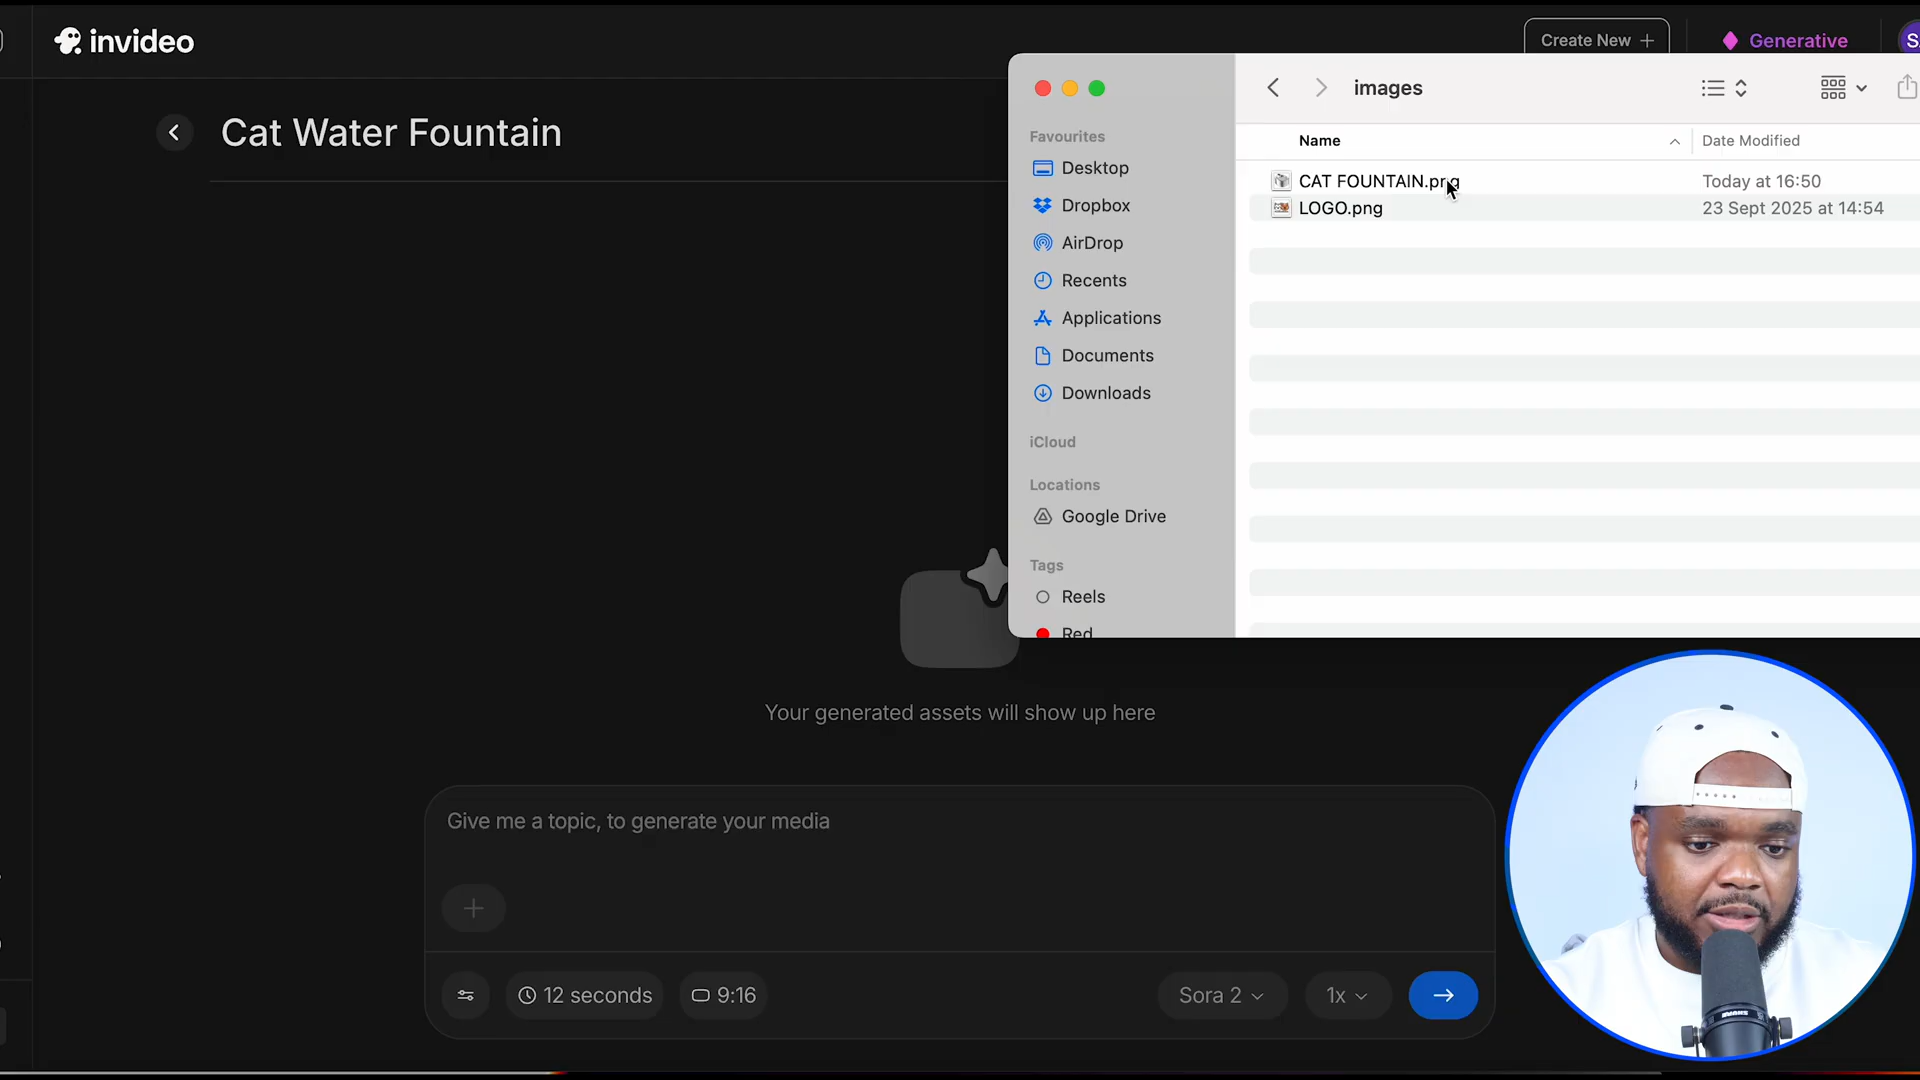 invideo
Create New +
Generative
S
Cat Water Fountain
images
Favourites
Desktop
Dropbox
AirDrop
Recents
Applications
Documents
Downloads
iCloud
Locations
Google Drive
Tags
Reels
Red
Name
Date Modified
CAT FOUNTAIN.png
Today at 16:50
LOGO.png
23 Sept 2025 at 14:54
Your generated assets will show up here
Give me a topic, to generate your media
12 seconds
9:16
Sora 2
1x